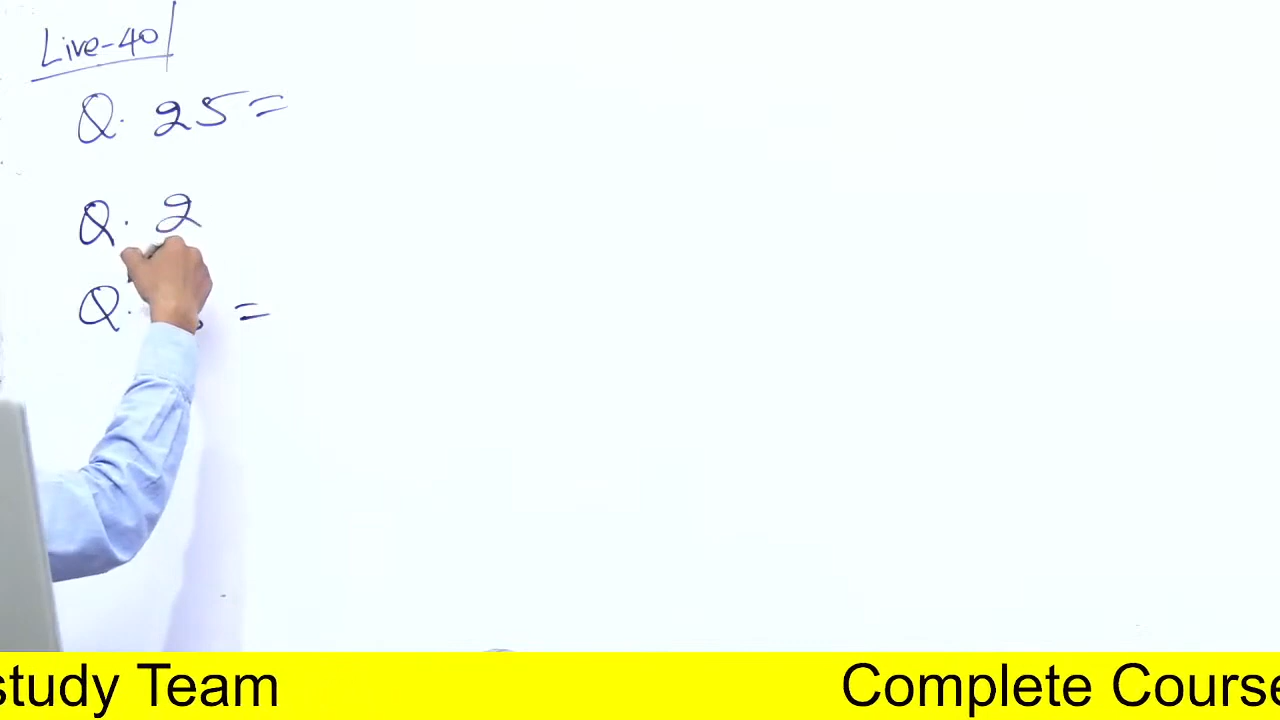 Live-40
Q. 25=
Q. 2
Q. =
study Team Complete Course